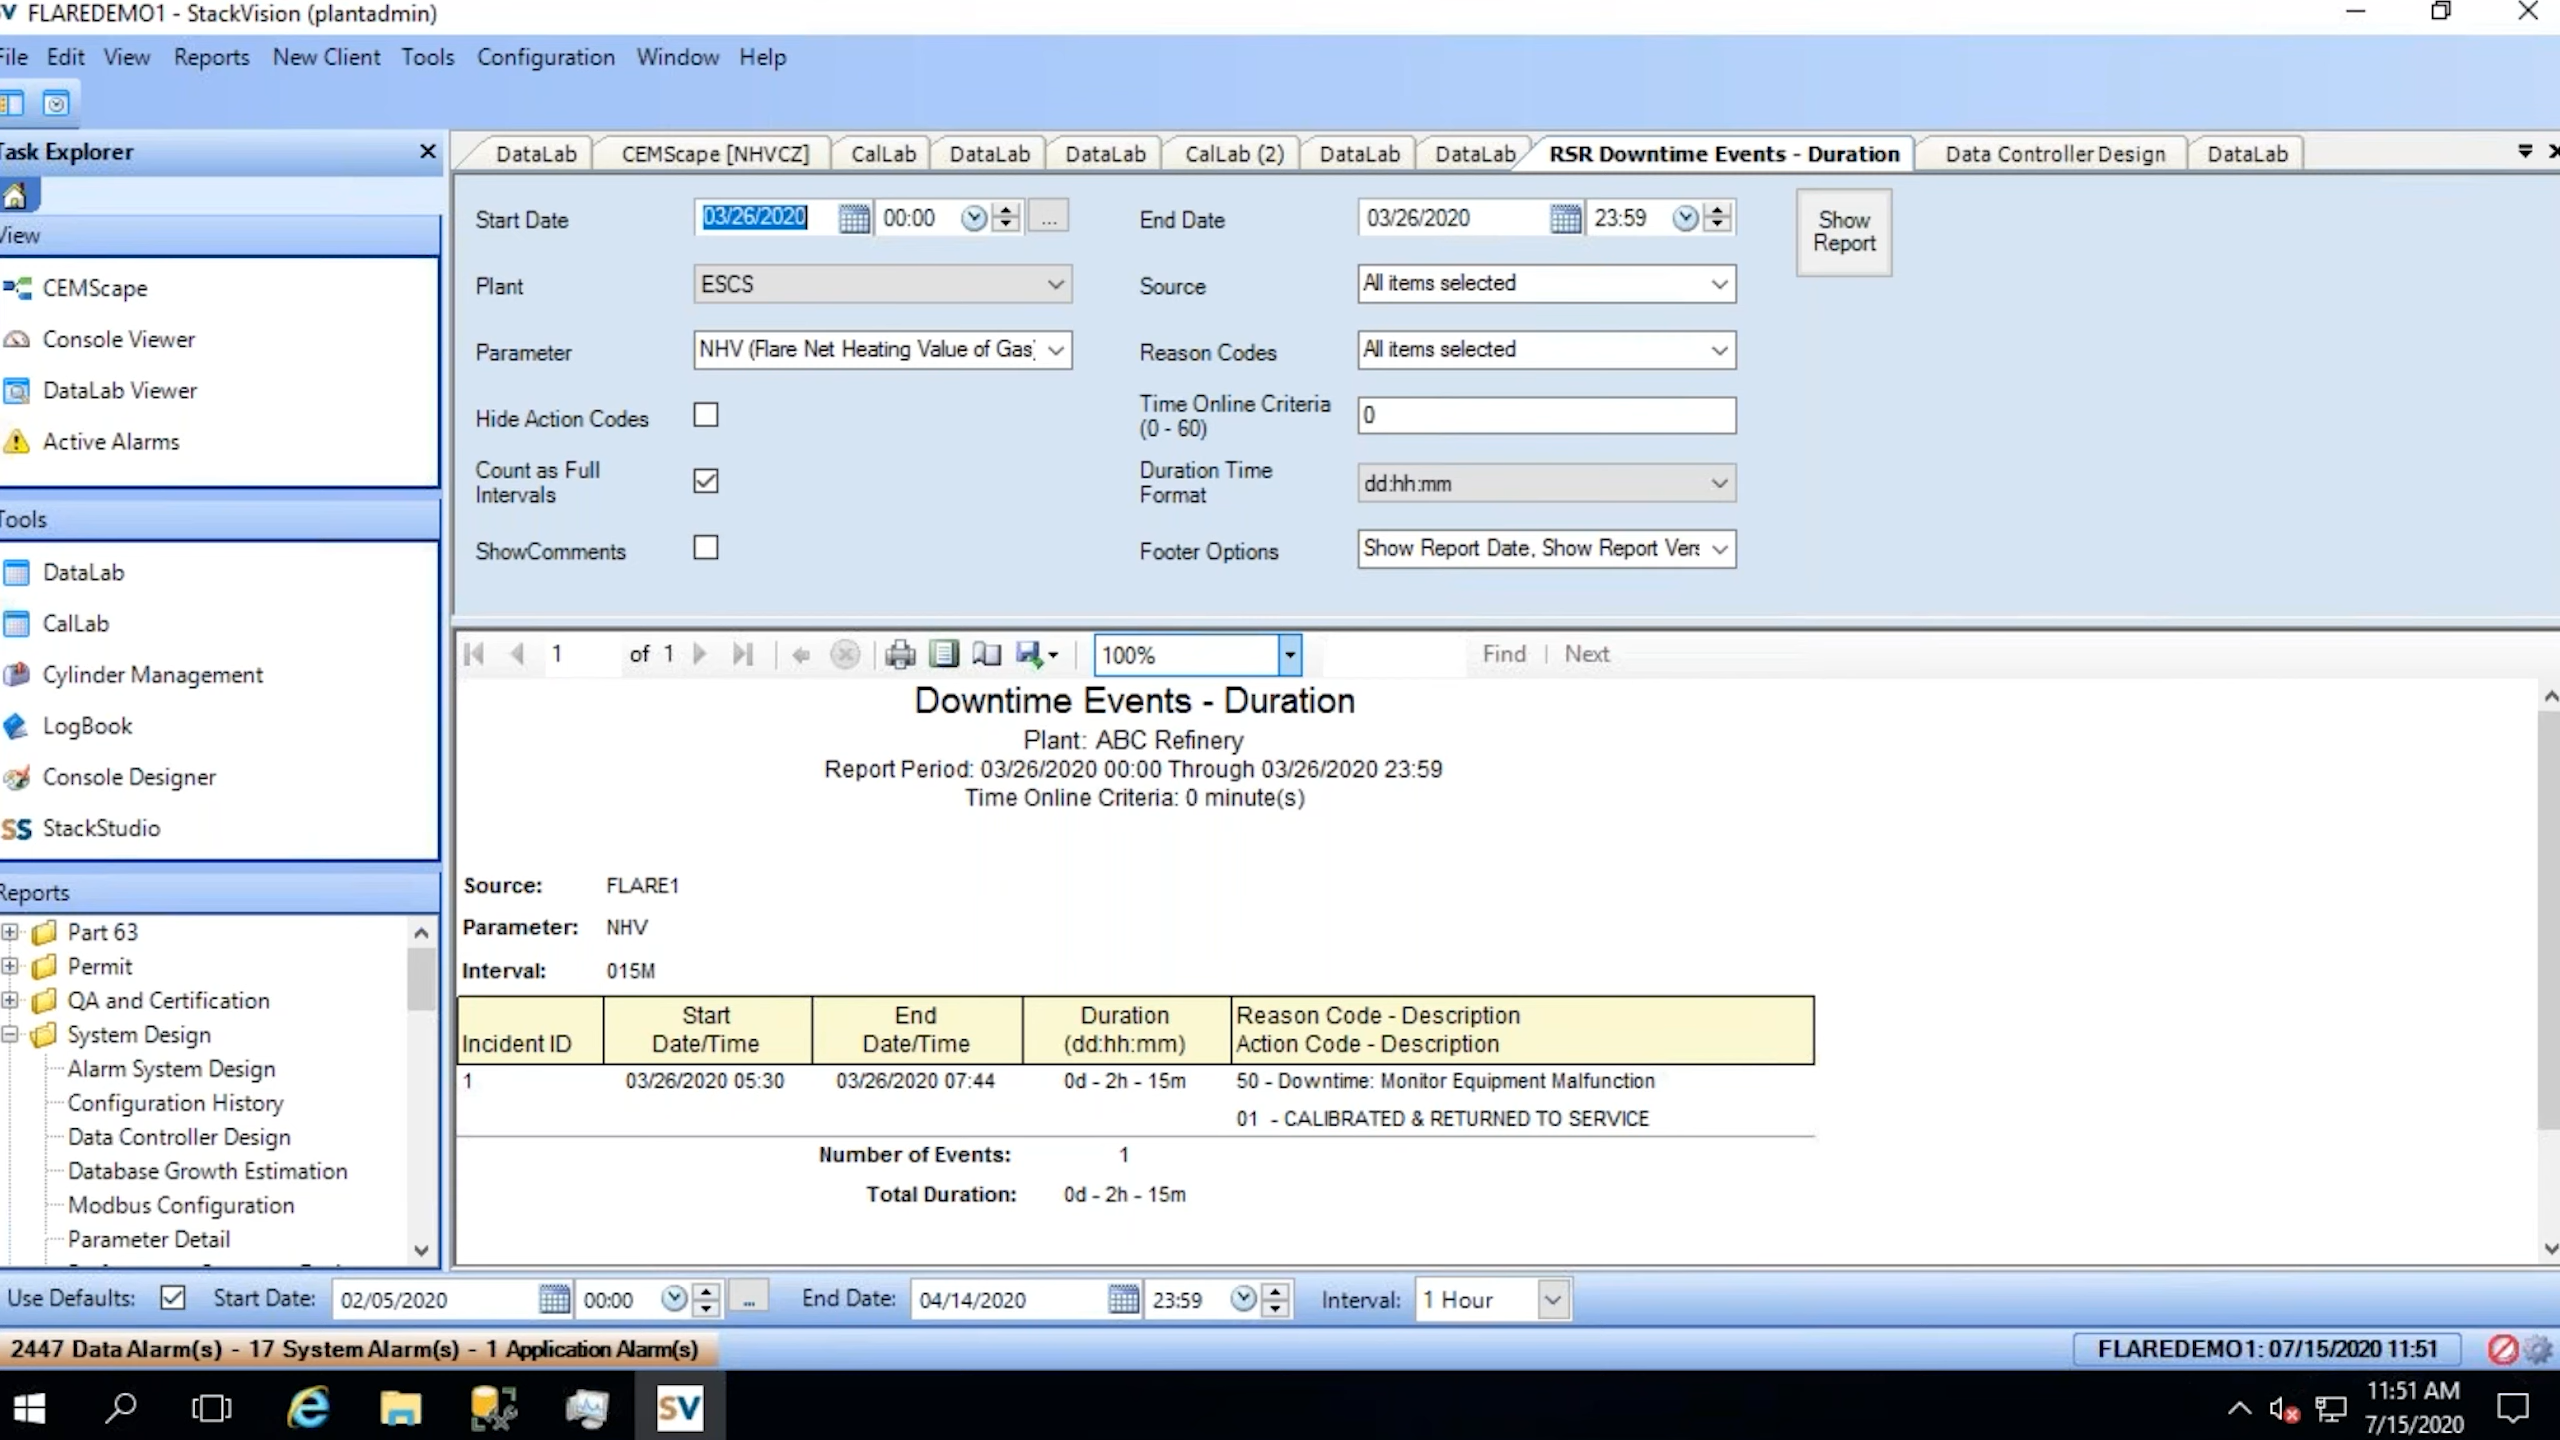 SV FLAREDEMO1 - StackVision (plantadmin)
File Edit View Reports New Client Tools Configuration Window Help
Task Explorer
View
CEMScape
Console Viewer
DataLab Viewer
Active Alarms
Tools
DataLab
CalLab
Cylinder Management
LogBook
Console Designer
SS StackStudio
Reports
Part 63
Permit
QA and Certification
System Design
Alarm System Design
Configuration History
Data Controller Design
Database Growth Estimation
Modbus Configuration
Parameter Detail
DataLab CEMScape [NHVCZ] CalLab DataLab DataLab CalLab (2) DataLab DataLab RSR Downtime Events - Duration Data Controller Design DataLab
Start Date 03/26/2020 00:00 ... End Date 03/26/2020 23:59
Show
Report
Plant ESCS Source All items selected
Parameter NHV (Flare Net Heating Value of Gas) Reason Codes All items selected
Hide Action Codes
Time Online Criteria
(0 - 60)
0
Count as Full
Intervals
Duration Time
Format
dd:hh:mm
ShowComments Footer Options Show Report Date, Show Report Vers
1 of 1 100% Find | Next
Downtime Events - Duration
Plant: ABC Refinery
Report Period: 03/26/2020 00:00 Through 03/26/2020 23:59
Time Online Criteria: 0 minute(s)
Source: FLARE1
Parameter: NHV
Interval: 015M
Incident ID
Start
Date/Time
End
Date/Time
Duration
(dd:hh:mm)
Reason Code - Description
Action Code - Description
1 03/26/2020 05:30 03/26/2020 07:44 0d - 2h - 15m 50 - Downtime: Monitor Equipment Malfunction
01 - CALIBRATED & RETURNED TO SERVICE
Number of Events: 1
Total Duration: 0d - 2h - 15m
Use Defaults: Start Date: 02/05/2020 00:00 ... End Date: 04/14/2020 23:59 Interval: 1 Hour
2447 Data Alarm(s) - 17 System Alarm(s) - 1 Application Alarm(s)
FLAREDEMO1: 07/15/2020 11:51
SV
11:51 AM
7/15/2020